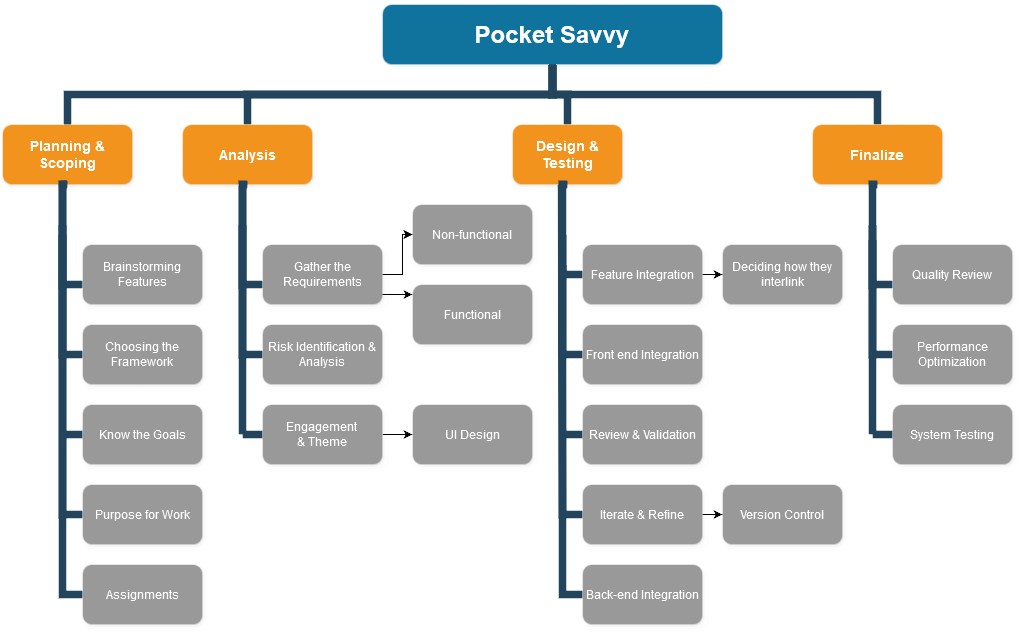 Pocket Savvy
Planning &
Scoping
Analysis
Design &
Testing
Finalize
Brainstorming
Features
Choosing the
Framework
Know the Goals
Purpose for Work
Assignments
Gather the
Requirements
Non-functional
Functional
Risk Identification &
Analysis
Engagement
& Theme
UI Design
Feature Integration
Deciding how they
interlink
Front end Integration
Review & Validation
Iterate & Refine
Version Control
Back-end Integration
Quality Review
Performance
Optimization
System Testing